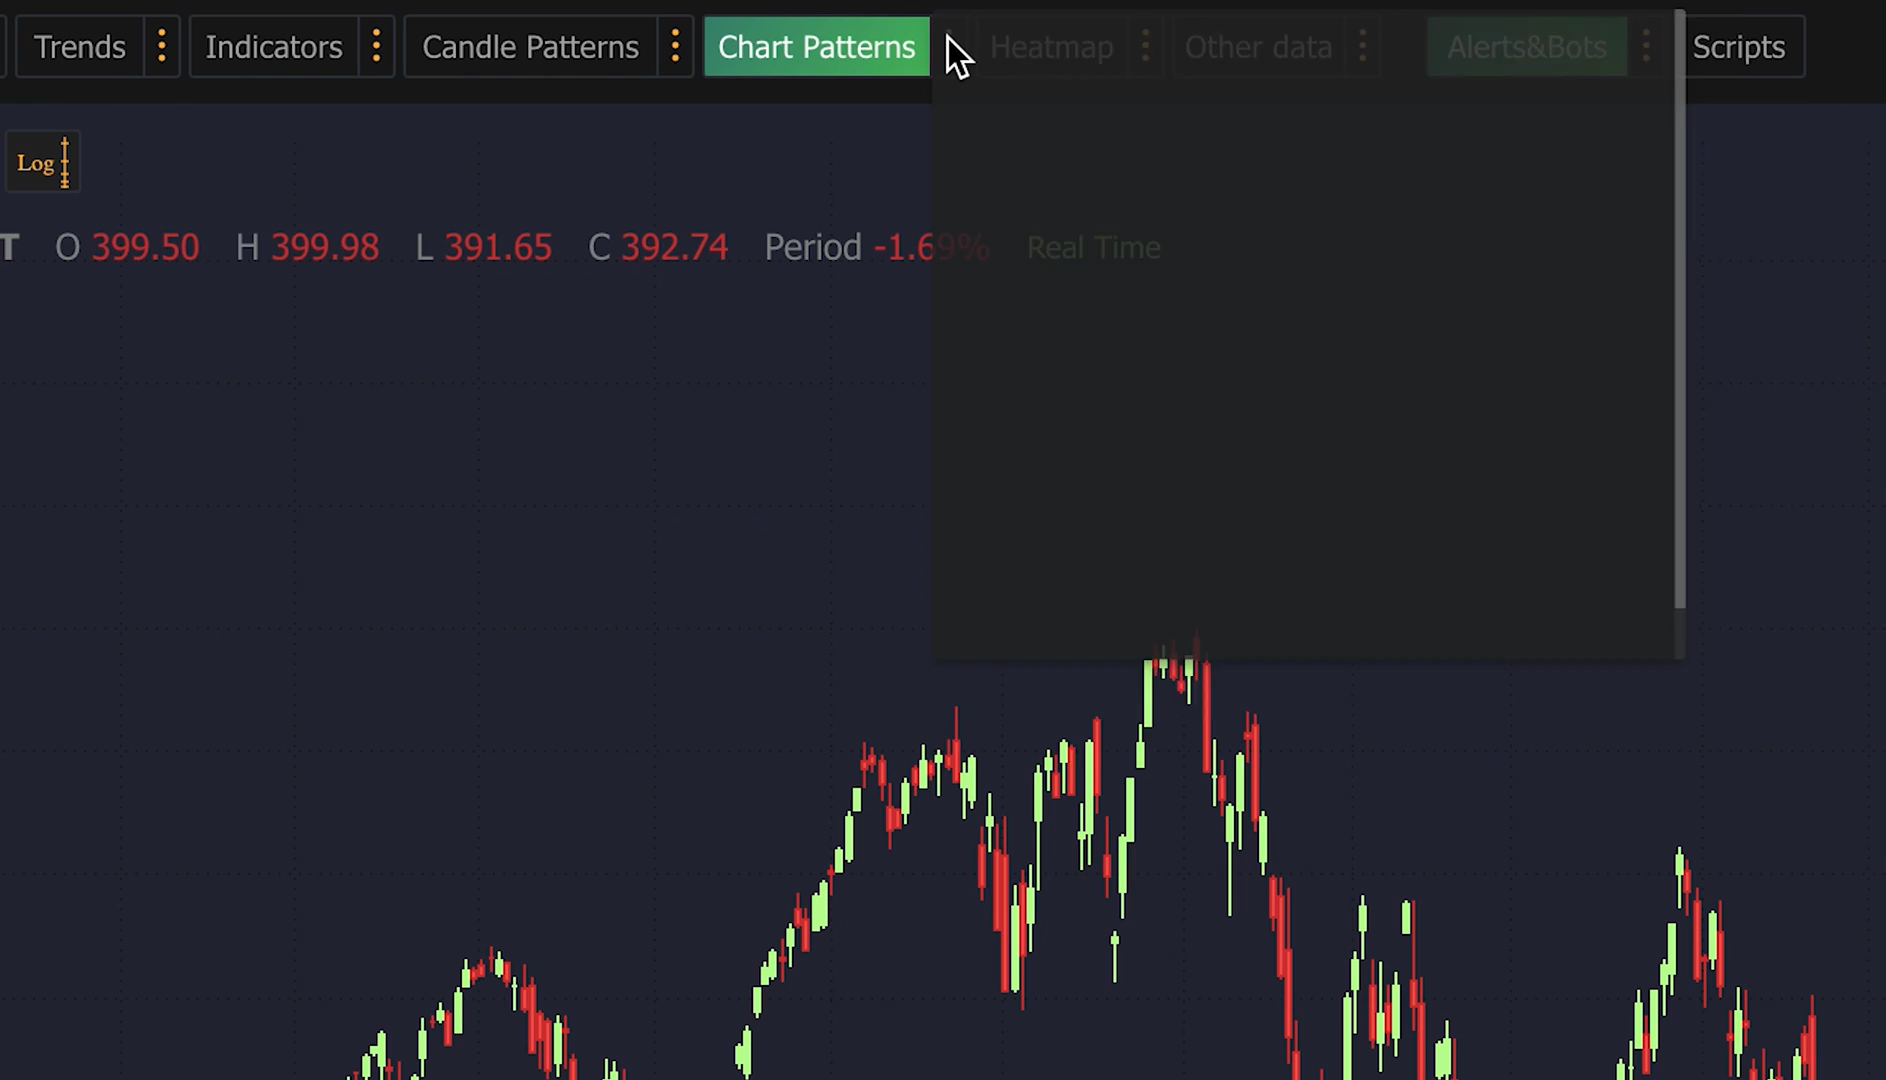 Trends Indicators Candle Patterns Chart Patterns Heatmap Other data Alerts&Bots Scripts
Log
T O 399.50 H 399.98 L 391.65 C 392.74 Period -1.69% Real Time